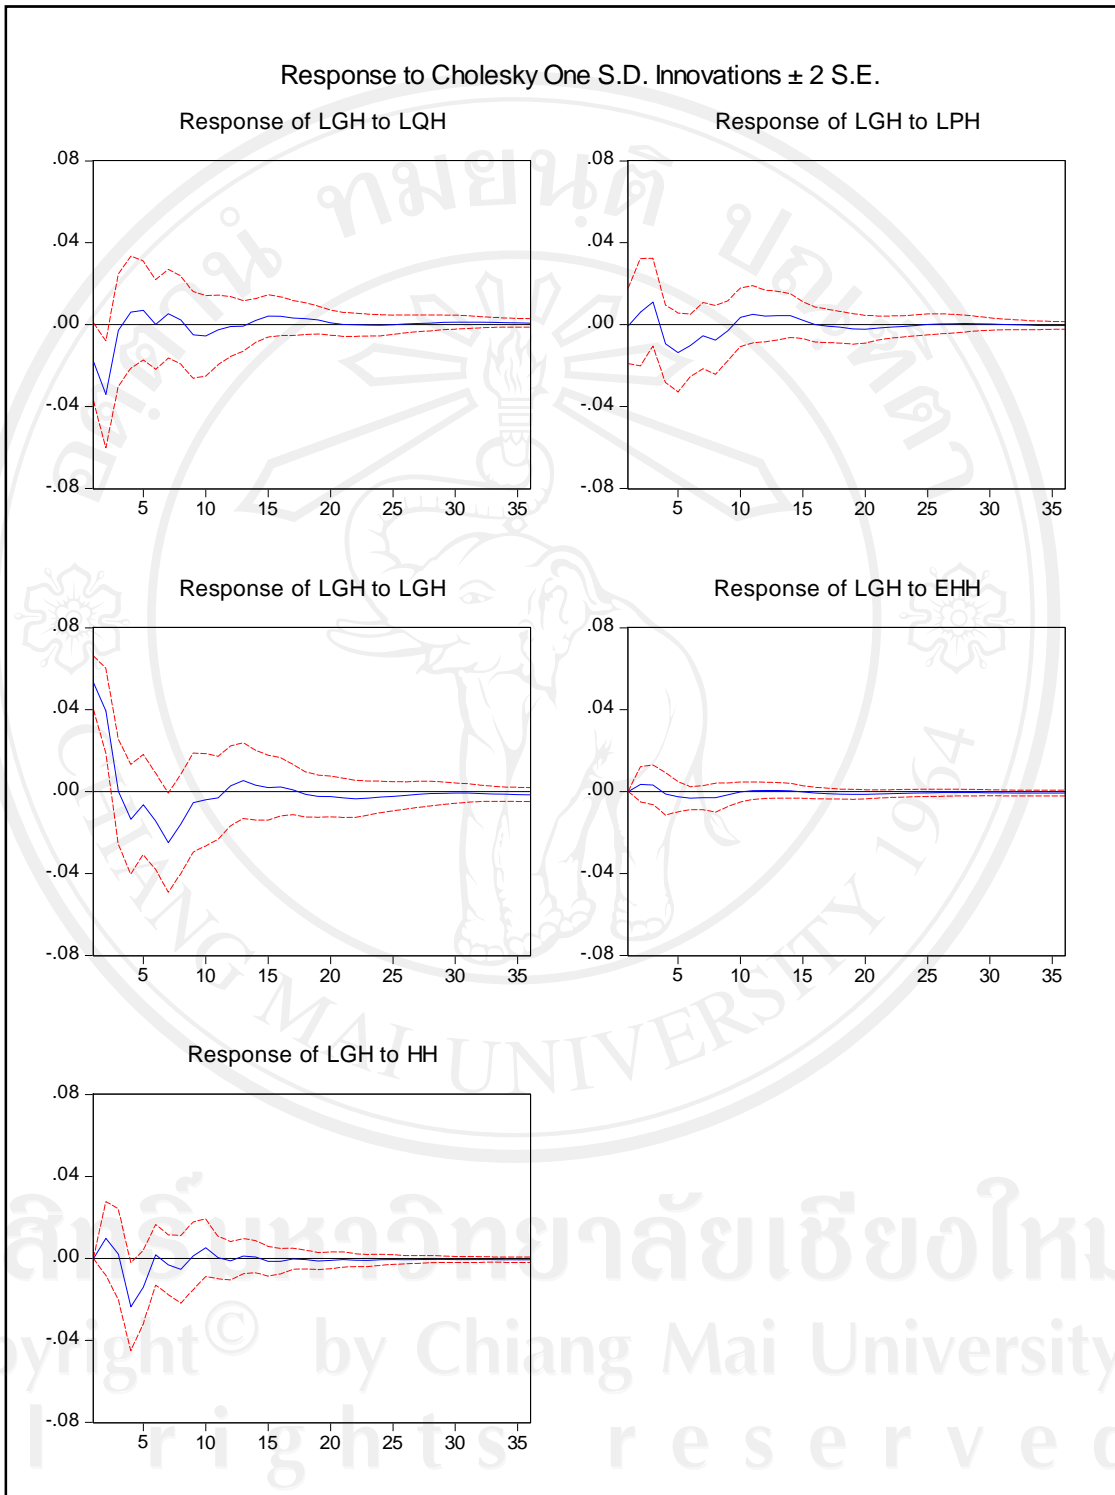 Response to Cholesky One S.D. Innovations ± 2 S.E.
Response of LGH to LQH
.08
.04
.00
-.04
-.08
5 10 15 20 25 30 35
Response of LGH to LPH
.08
.04
.00
-.04
-.08
5 10 15 20 25 30 35
Response of LGH to LGH
.08
.04
.00
-.04
-.08
5 10 15 20 25 30 35
Response of LGH to EHH
.08
.04
.00
-.04
-.08
5 10 15 20 25 30 35
Response of LGH to HH
.08
.04
.00
-.04
-.08
5 10 15 20 25 30 35
CHIANG MAI UNIVERSITY 1964
by Chiang Mai University
rights reserved